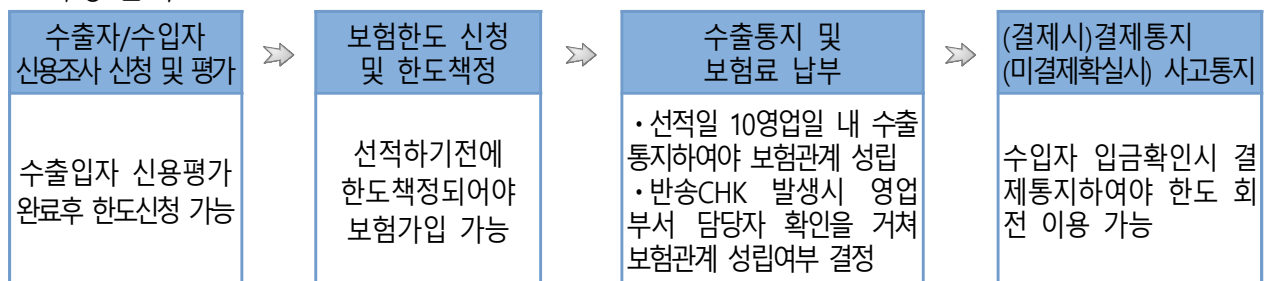 수출자/수입자
신용조사 신청 및 평가
수출입자 신용평가
완료후 한도신청 가능
보험한도 신청
및 한도책정
선적하기전에
한도책정되어야
보험가입 가능
수출통지 및
보험료 납부
・선적일 10영업일 내 수출
통지하여야 보험관계 성립
・반송CHK 발생시 영업
부서 담당자 확인을 거쳐
보험관계 성립여부 결정
(결제시)결제통지
(미결제확실시) 사고통지
수입자 입금확인시 결
제통지하여야 한도 회
전 이용 가능